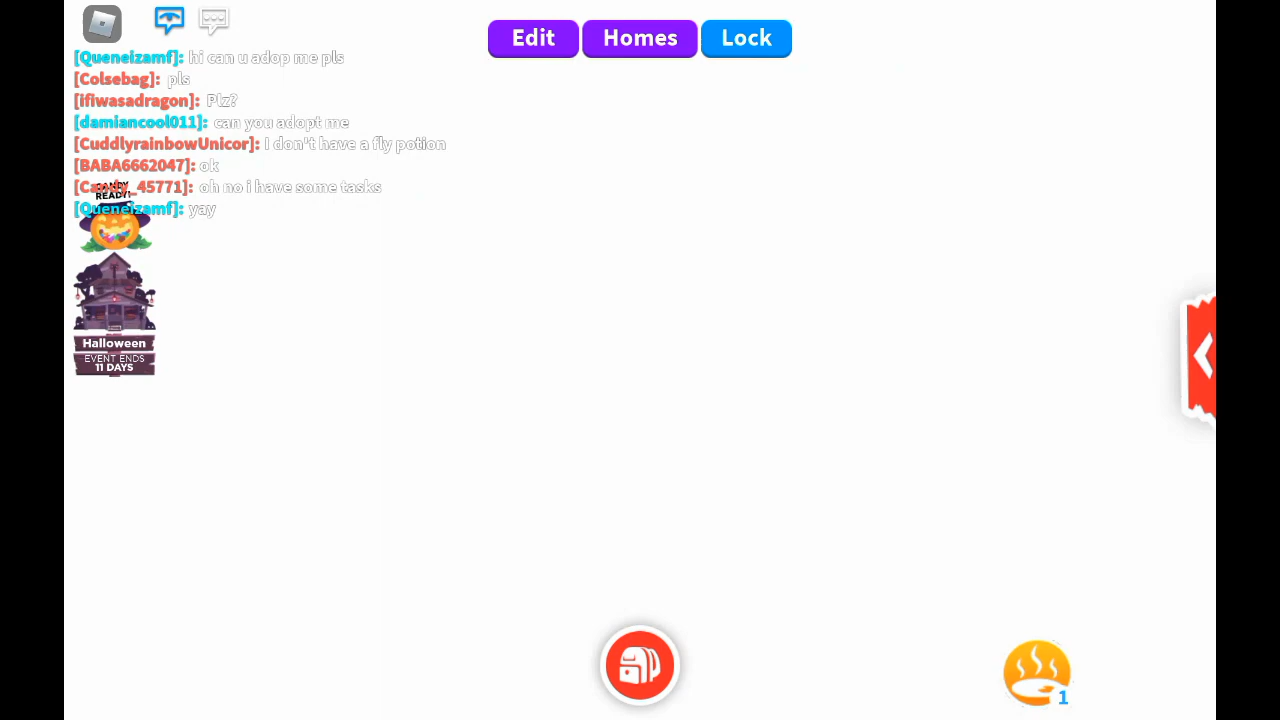 Edit Homes Lock
[Queneizamf]: hi can u adop me pls
[Colsebag]: pls
[ifiwasadragon]: Plz?
[damiancool011]: can you adopt me
[CuddlyrainbowUnicor]: I don't have a fly potion
[BABA6662047]: ok
[Candy_45771]: oh no i have some tasks
CANDY
READY!
[Queneizamf]: yay
Halloween
EVENT ENDS
11 DAYS
1